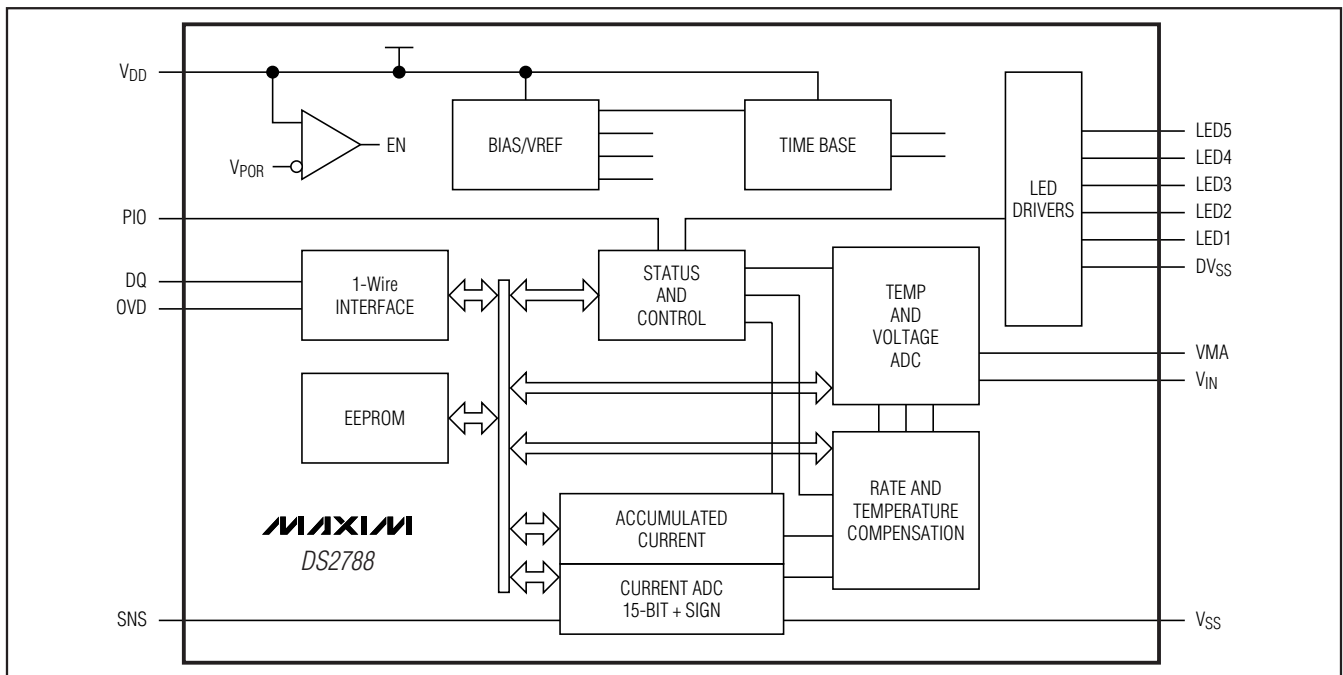 VDD
VPOR
EN
BIAS/VREF
TIME BASE
LED
DRIVERS
LED5
LED4
LED3
LED2
LED1
DVSS
PIO
DQ
OVD
1-Wire
INTERFACE
STATUS
AND
CONTROL
TEMP
AND
VOLTAGE
ADC
VMA
VIN
EEPROM
RATE AND
TEMPERATURE
COMPENSATION
MAXIM
DS2788
ACCUMULATED
CURRENT
CURRENT ADC
15-BIT + SIGN
SNS
VSS